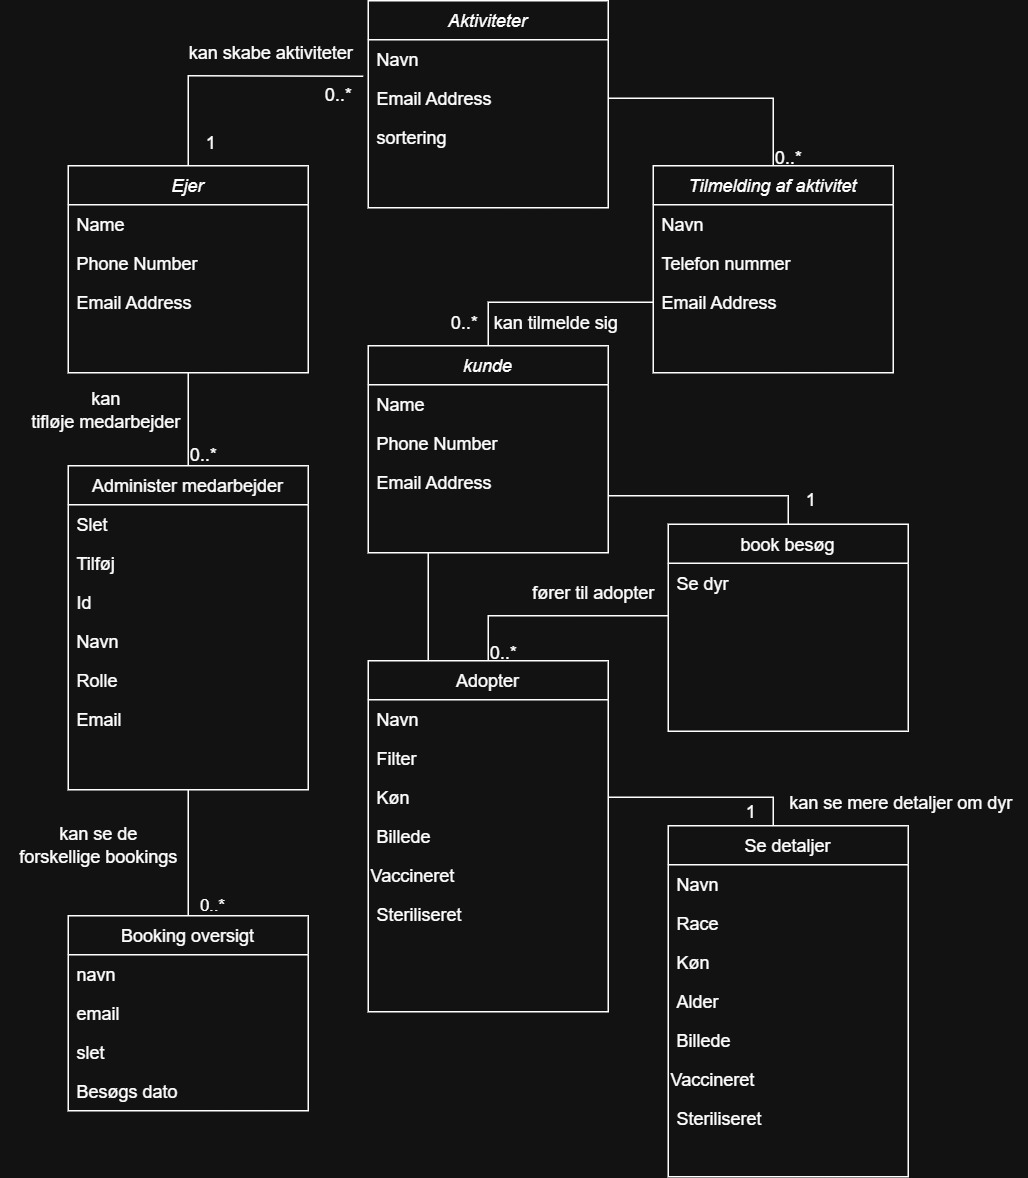 Aktiviteter
Navn
Email Address
sortering
kan skabe aktiviteter
0..*
1
0..*
Ejer
Name
Phone Number
Email Address
Tilmelding af aktivitet
Navn
Telefon nummer
Email Address
0..*
kan tilmelde sig
kunde
Name
Phone Number
Email Address
kan
tifløje medarbejder
0..*
Administer medarbejder
Slet
Tilføj
Id
Navn
Rolle
Email
1
book besøg
Se dyr
fører til adopter
0..*
Adopter
Navn
Filter
Køn
Billede
Vaccineret
Steriliseret
kan se de
forskellige bookings
0..*
Booking oversigt
navn
email
slet
Besøgs dato
1
kan se mere detaljer om dyr
Se detaljer
Navn
Race
Køn
Alder
Billede
Vaccineret
Steriliseret